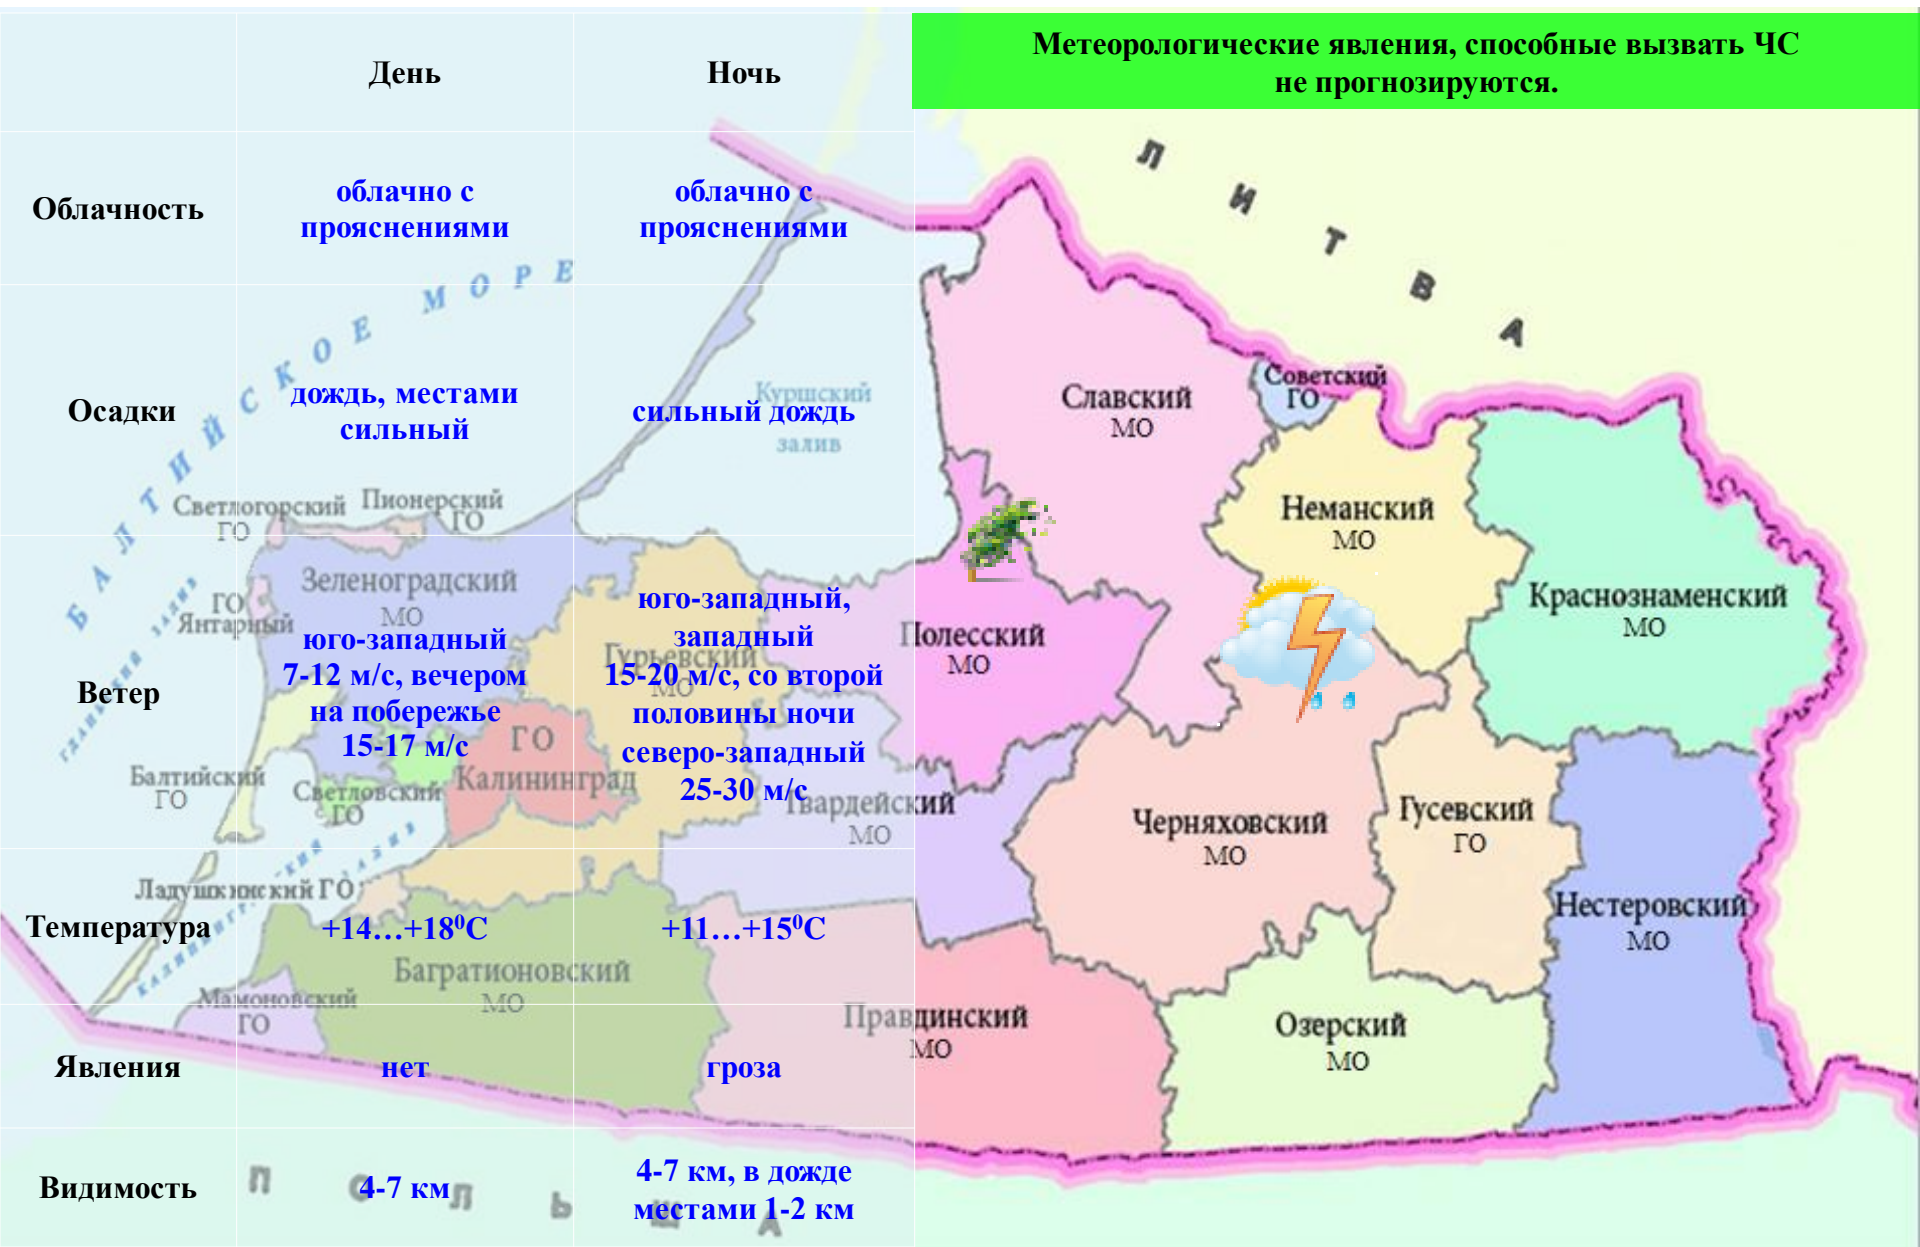 День
Ночь
Метеорологические явления, способные вызвать ЧС
не прогнозируются.
Облачность
облачно с
прояснениями
облачно с
прояснениями
Осадки
дождь, местами
сильный
сильный дождь
Ветер
юго-западный
7-12 м/с, вечером
на побережье
15-17 м/с
юго-западный,
западный
15-20 м/с, со второй
половины ночи
северо-западный
25-30 м/с
Температура
+14…+18⁰С
+11…+15⁰С
Явления
нет
гроза
Видимость
4-7 км
4-7 км, в дожде
местами 1-2 км
БАЛТИЙСКОЕ МОРЕ
Куршский
залив
ЛИТВА
ПОЛЬША
Светлогорский
ГО
Пионерский
ГО
Зеленоградский
МО
ГО
Янтарный
Гурьевский
МО
ГО
Калининград
Балтийский
ГО
Светловский
ГО
Ладушкинский ГО
Мамоновский
ГО
Багратионовский
МО
Полесский
МО
Гвардейский
МО
Правдинский
МО
Славский
МО
Советский
ГО
Неманский
МО
Краснознаменский
МО
Черняховский
МО
Гусевский
ГО
Нестеровский
МО
Озерский
МО